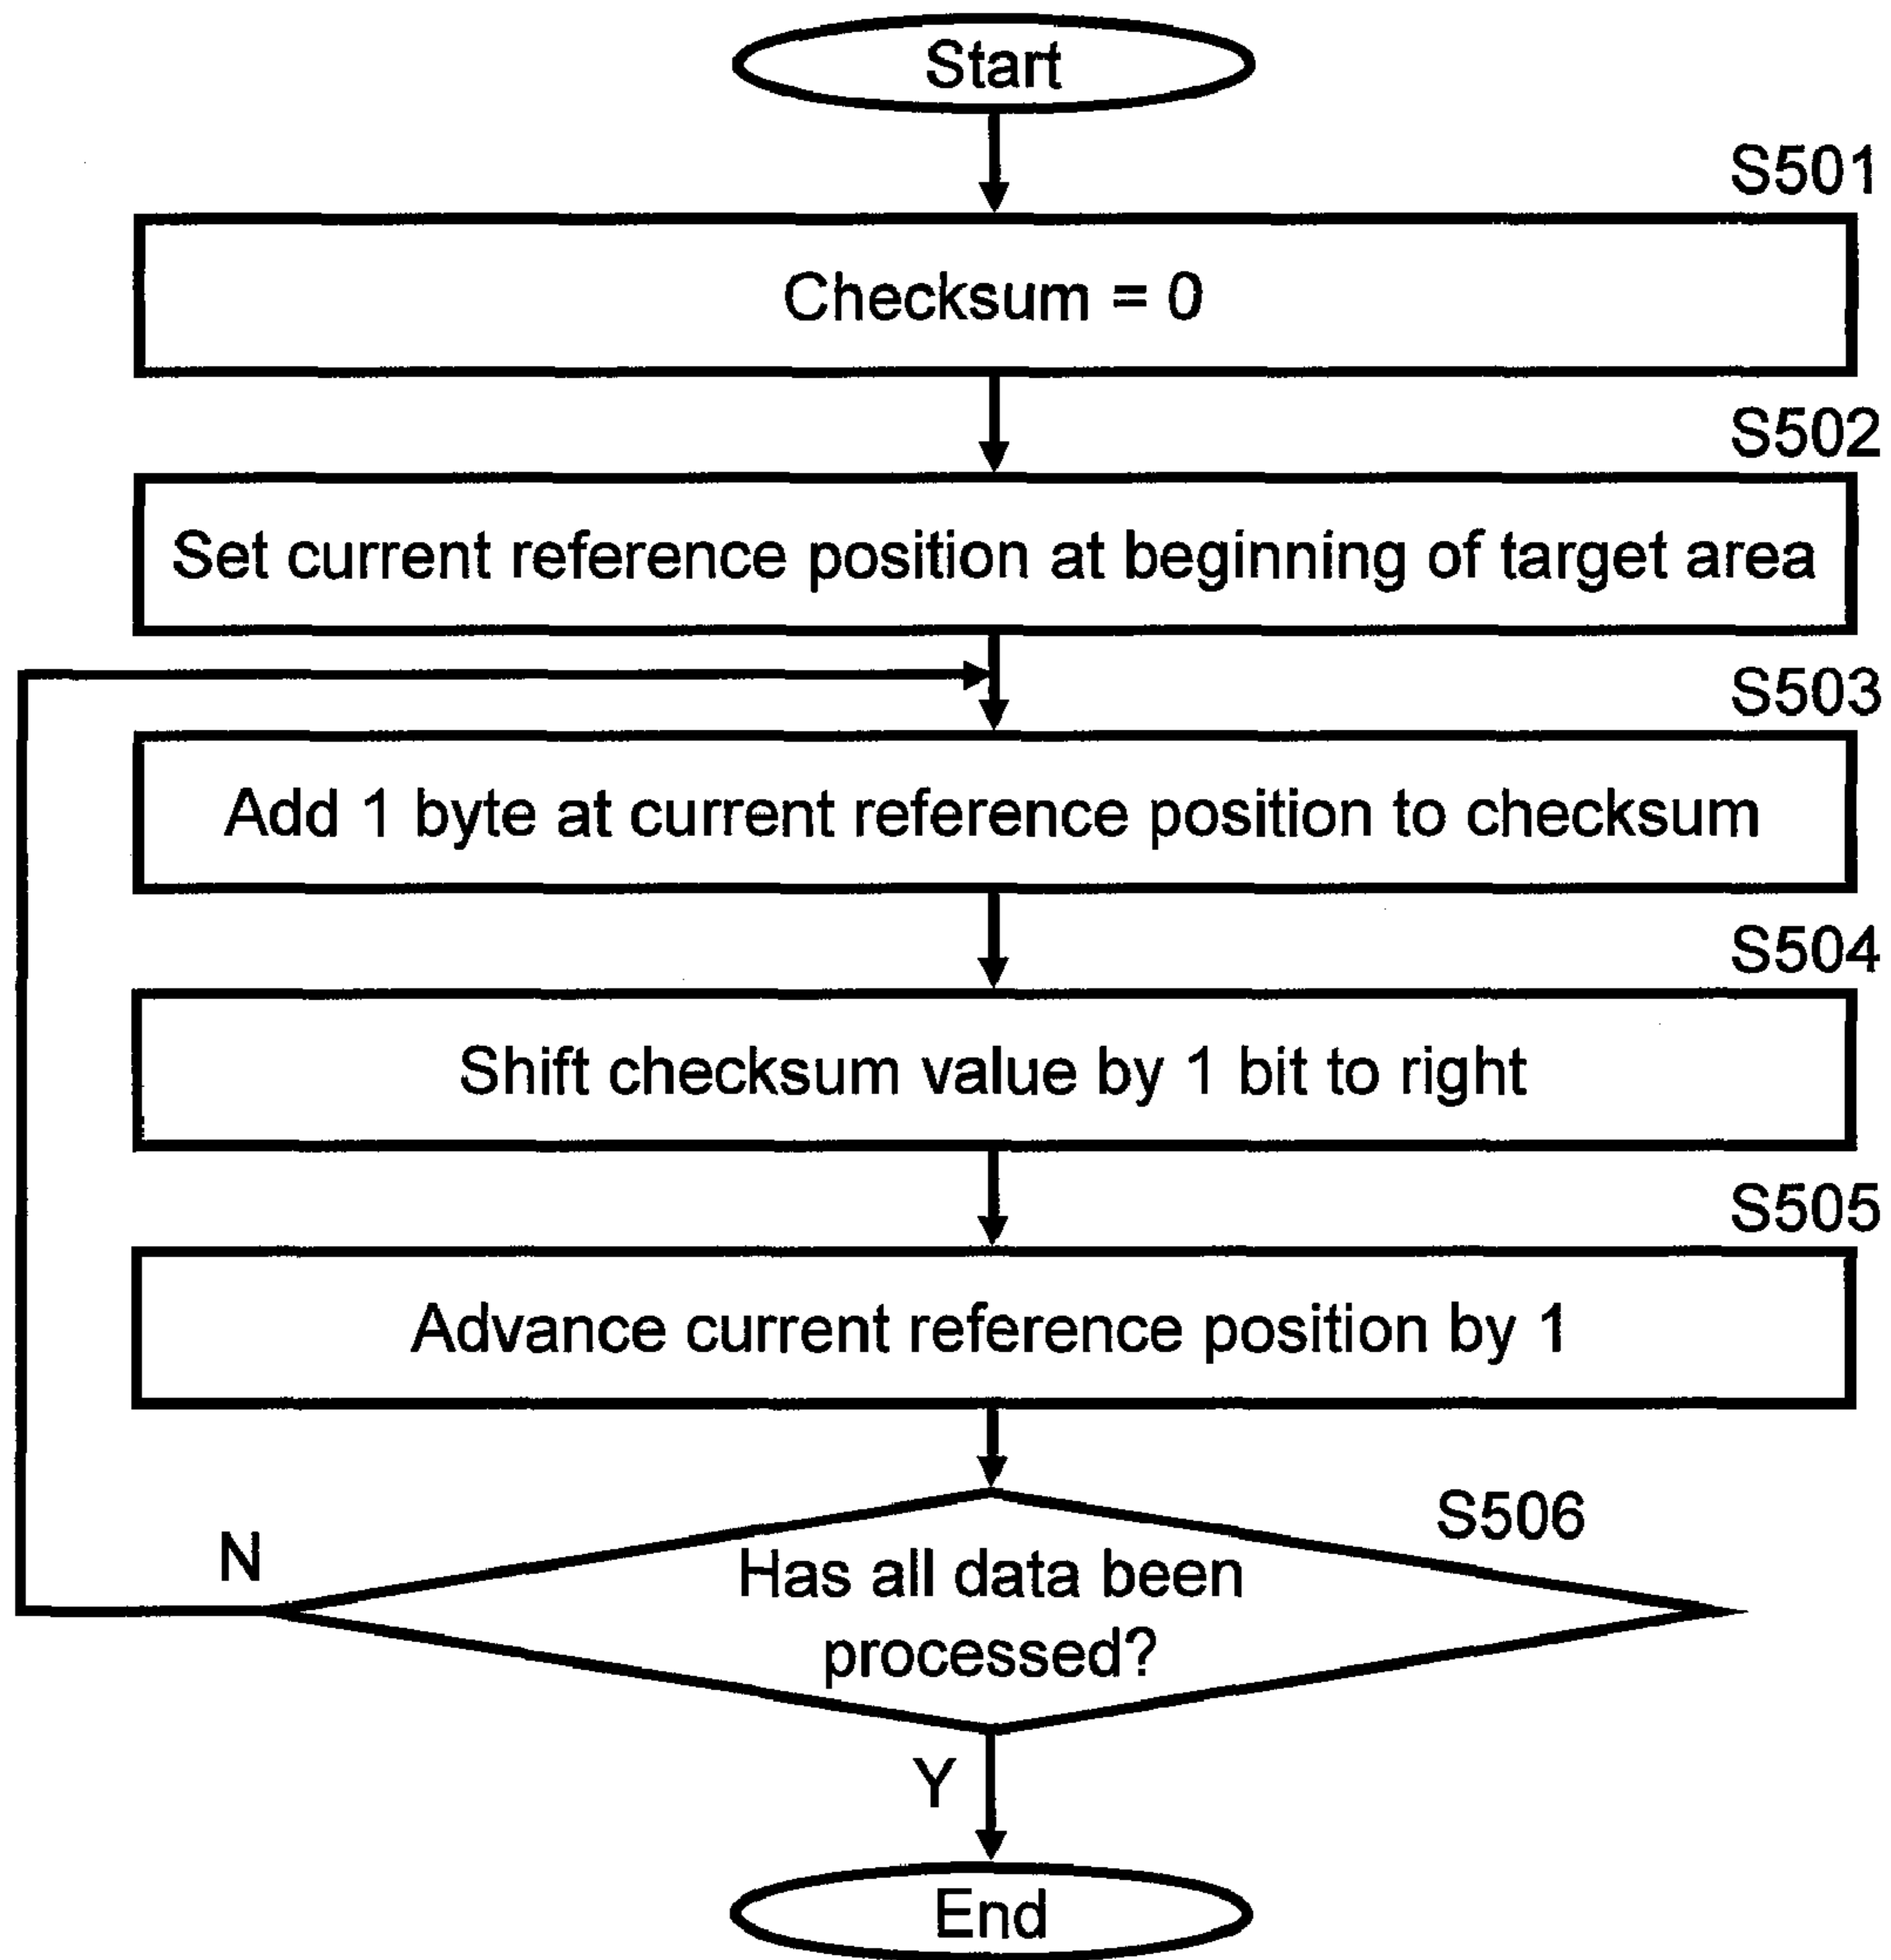 Start
S501
Checksum = 0
S502
Set current reference position at beginning of target area
S503
Add 1 byte at current reference position to checksum
S504
Shift checksum value by 1 bit to right
S505
Advance current reference position by 1
S506
N
Has all data been
processed?
Y
End